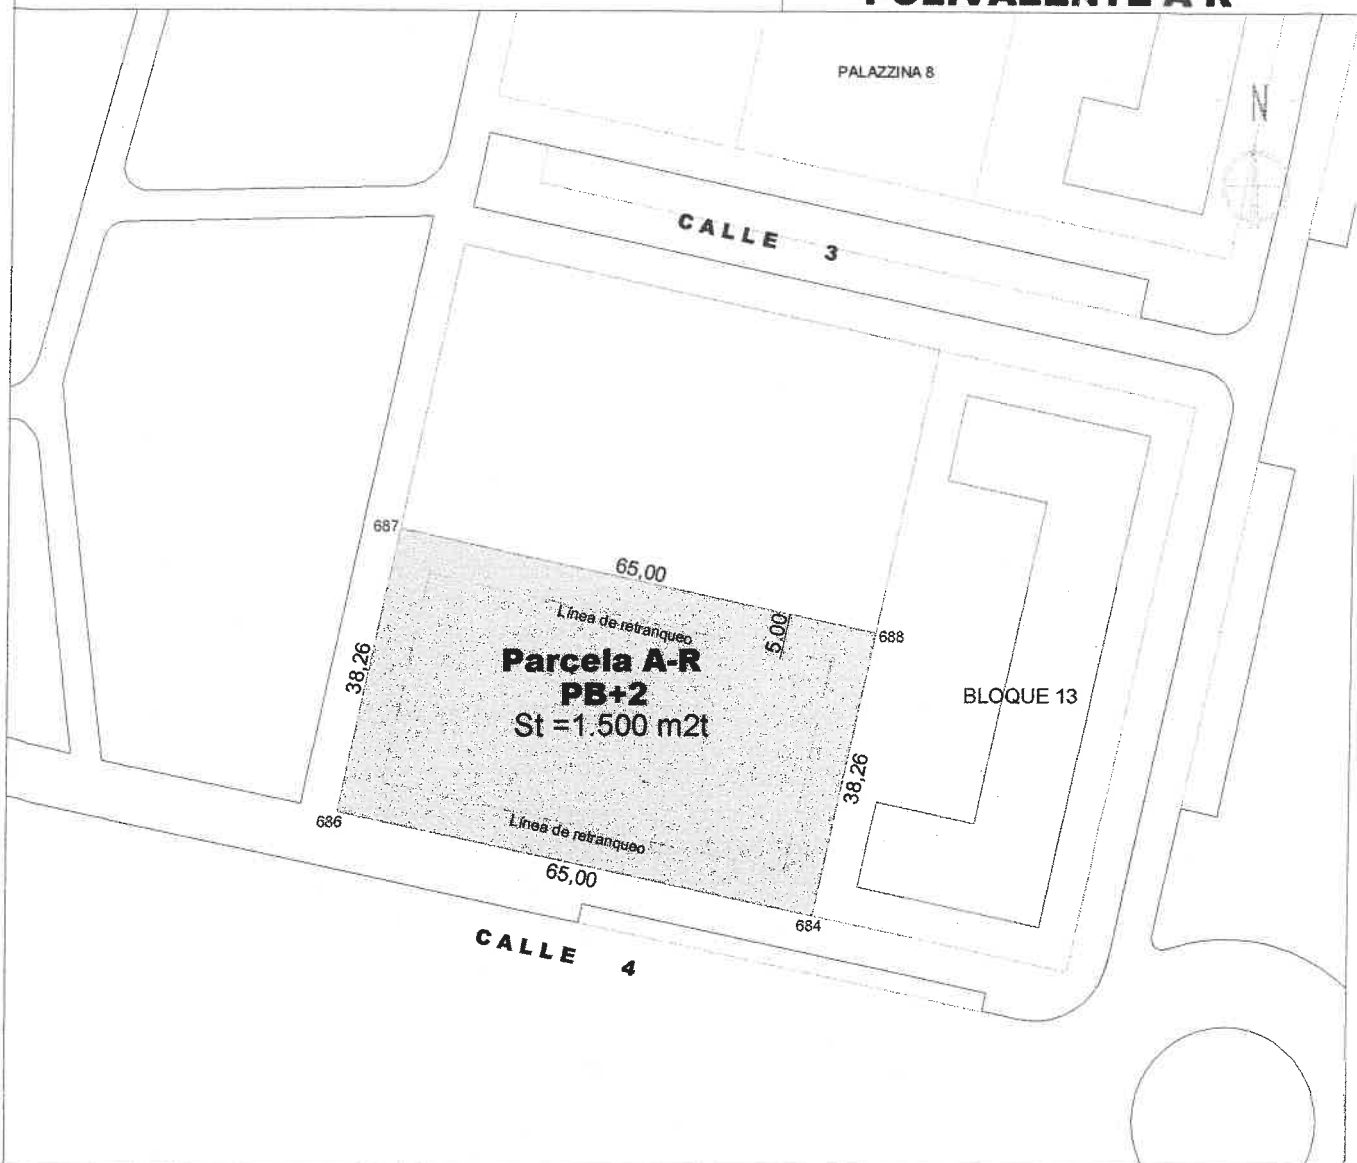 POLIVALENTE A-R
PALAZZINA 8
N
CALLE 3
687
65,00
Línea de retranqueo
5.00
688
38,26
Parcela A-R
PB+2
St =1.500 m2t
BLOQUE 13
38,26
686
Línea de retranqueo
65,00
684
CALLE 4